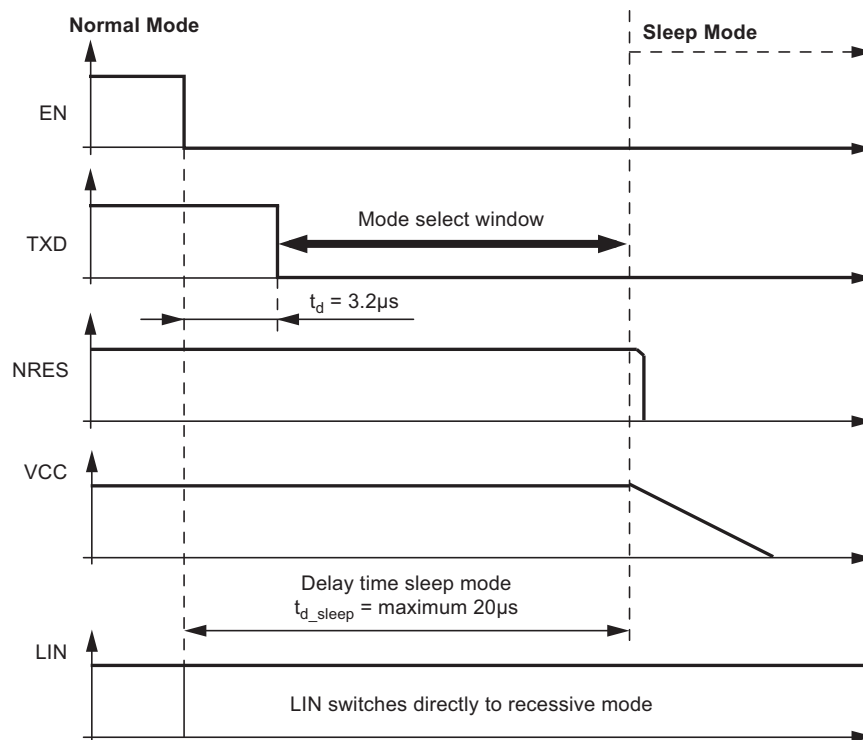 Normal Mode
Sleep Mode
EN
TXD
Mode select window
t_d = 3.2μs
NRES
VCC
Delay time sleep mode
t_d_sleep = maximum 20μs
LIN
LIN switches directly to recessive mode